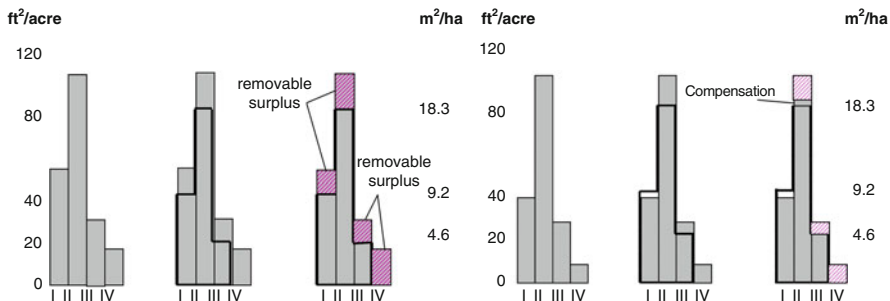 ft²/acre
m²/ha
120
80
40
20
0
removable
surplus
removable
surplus
18.3
9.2
4.6
I II III IV
I II III IV
I II III IV
ft²/acre
m²/ha
120
80
40
20
0
Compensation
18.3
9.2
4.6
I II III IV
I II III IV
I II III IV